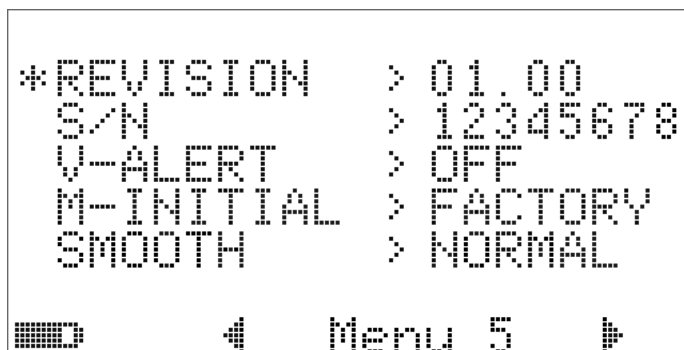 *REVISION > 01.00
S/N > 12345678
V-ALERT > OFF
M-INITIAL > FACTORY
SMOOTH > NORMAL
Menu 5